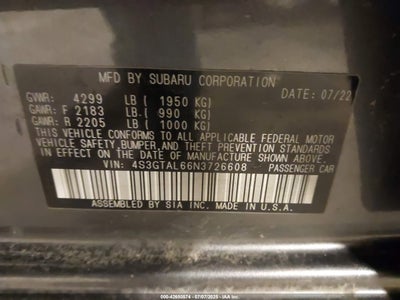 MFD BY SUBARU CORPORATION
GVWR: 4299 LB ( 1950 KG) DATE: 07/22
GAWR: F 2183 LB ( 990 KG)
GAWR: R 2205 LB ( 1000 KG)
THIS VEHICLE CONFORMS TO ALL APPLICABLE FEDERAL MOTOR
VEHICLE SAFETY, BUMPER, AND THEFT PREVENTION STANDARDS
IN EFFECT ON THE DATE OF MANUFACTURE SHOWN ABOVE.
VIN: 4S3GTAL66N3726608 PASSENGER CAR
ASSEMBLED BY SIA INC. MADE IN U.S.A.